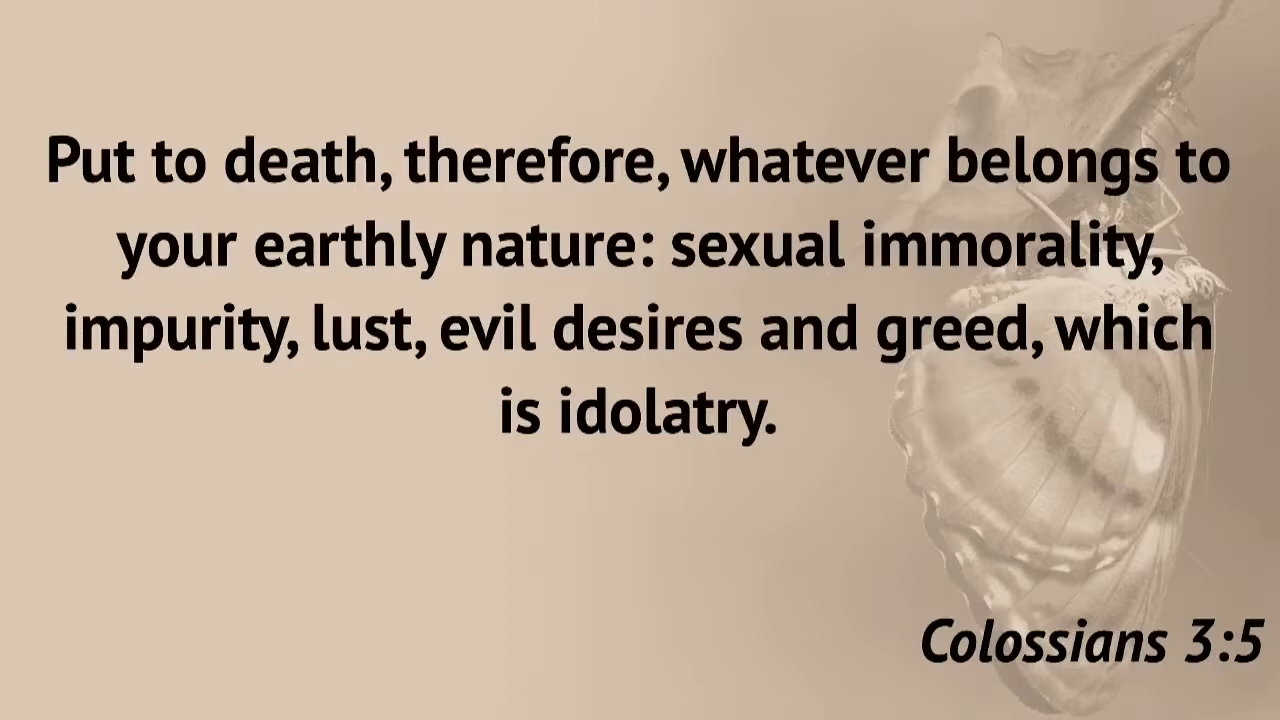 Put to death, therefore, whatever belongs to
your earthly nature: sexual immorality,
impurity, lust, evil desires and greed, which
is idolatry.
Colossians 3:5